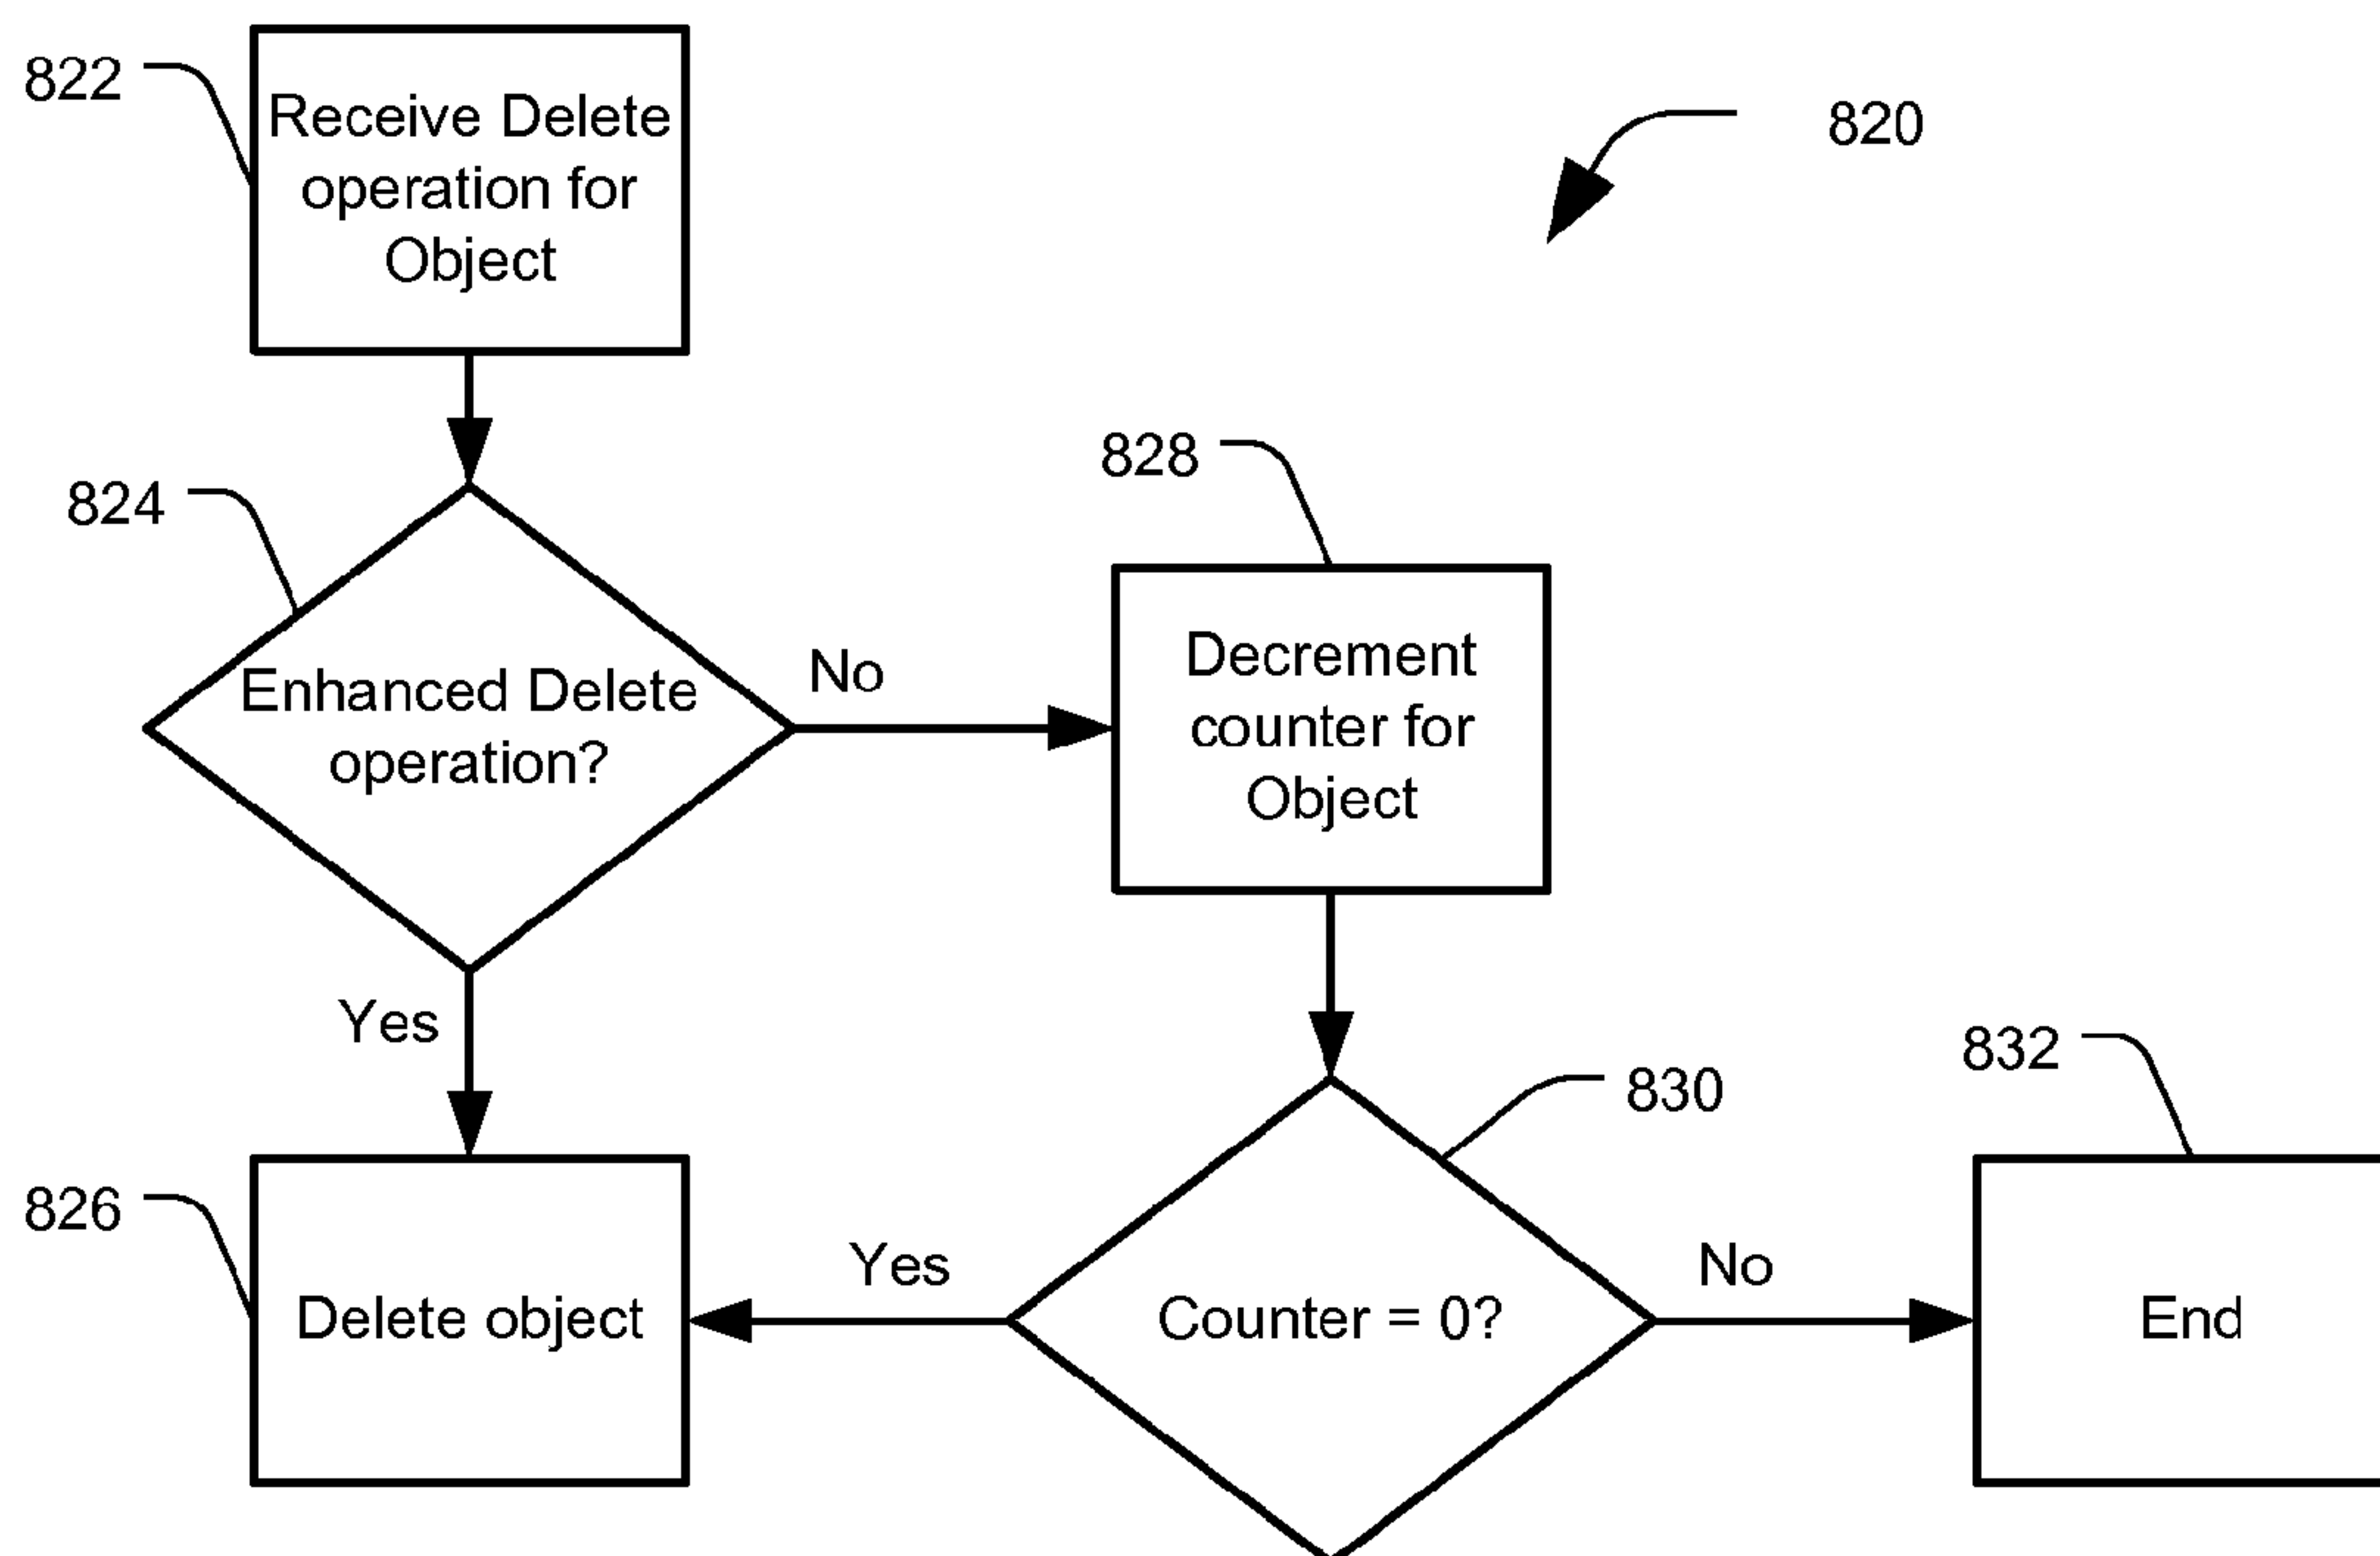 822
Receive Delete
operation for
Object
820
824
Enhanced Delete
operation?
No
828
Decrement
counter for
Object
Yes
826
Delete object
Yes
830
Counter = 0?
No
832
End